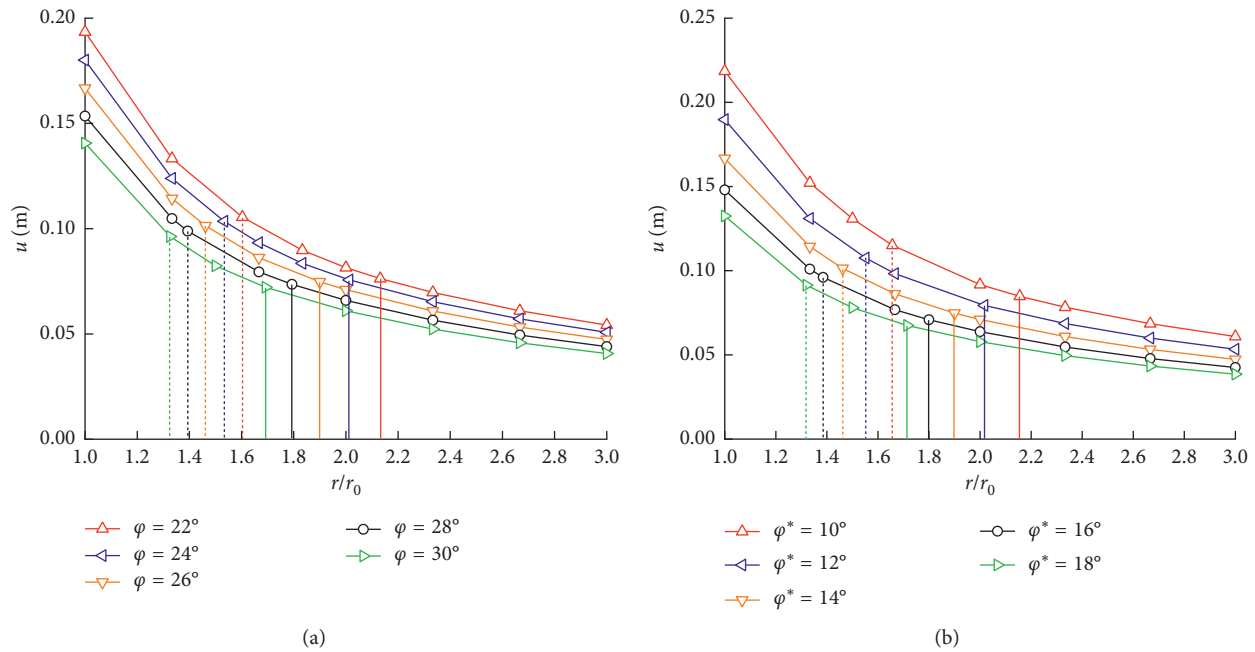 0.20
0.15
0.10
0.05
0.00
u (m)
1.0 1.2 1.4 1.6 1.8 2.0 2.2 2.4 2.6 2.8 3.0
r/r0
φ = 22°
φ = 24°
φ = 26°
φ = 28°
φ = 30°
(a)
0.25
0.20
0.15
0.10
0.05
0.00
u (m)
1.0 1.2 1.4 1.6 1.8 2.0 2.2 2.4 2.6 2.8 3.0
r/r0
φ* = 10°
φ* = 12°
φ* = 14°
φ* = 16°
φ* = 18°
(b)